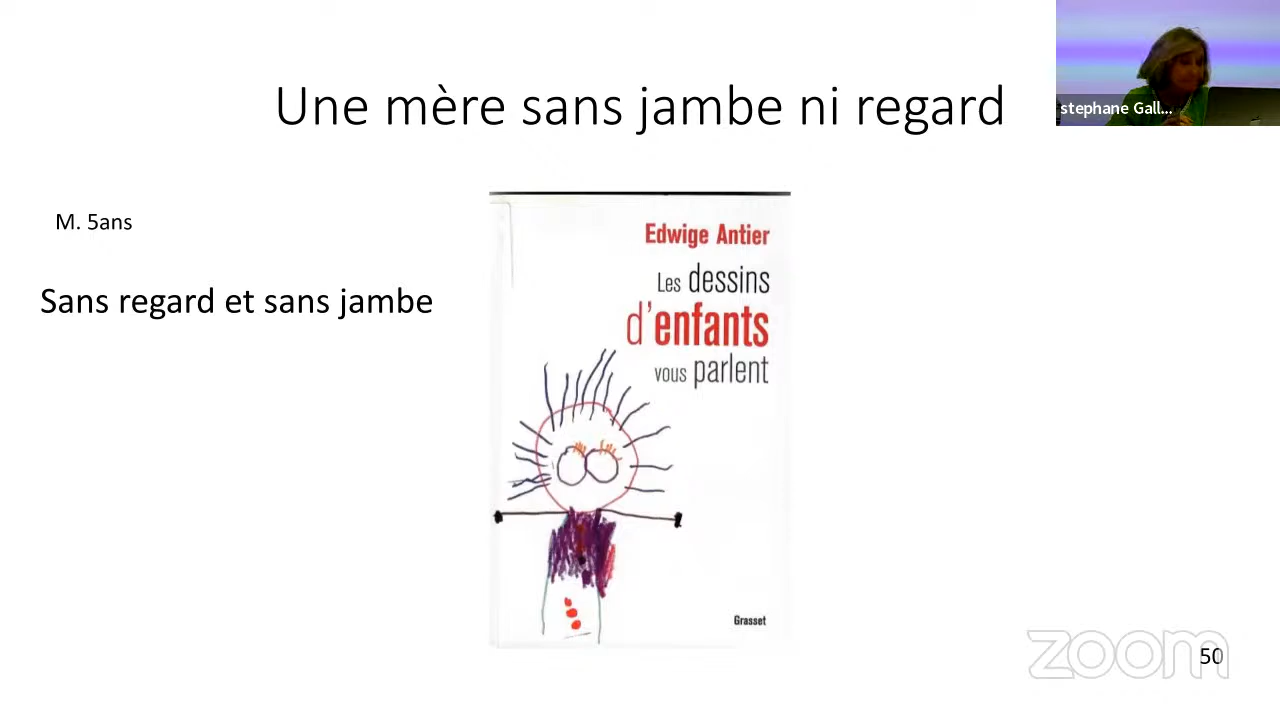 Une mère sans jambe ni regard
stephane Gall...
M. 5ans
Sans regard et sans jambe
Edwige Antier
Les dessins
d'enfants
vous parlent
Grasset
zoom
50